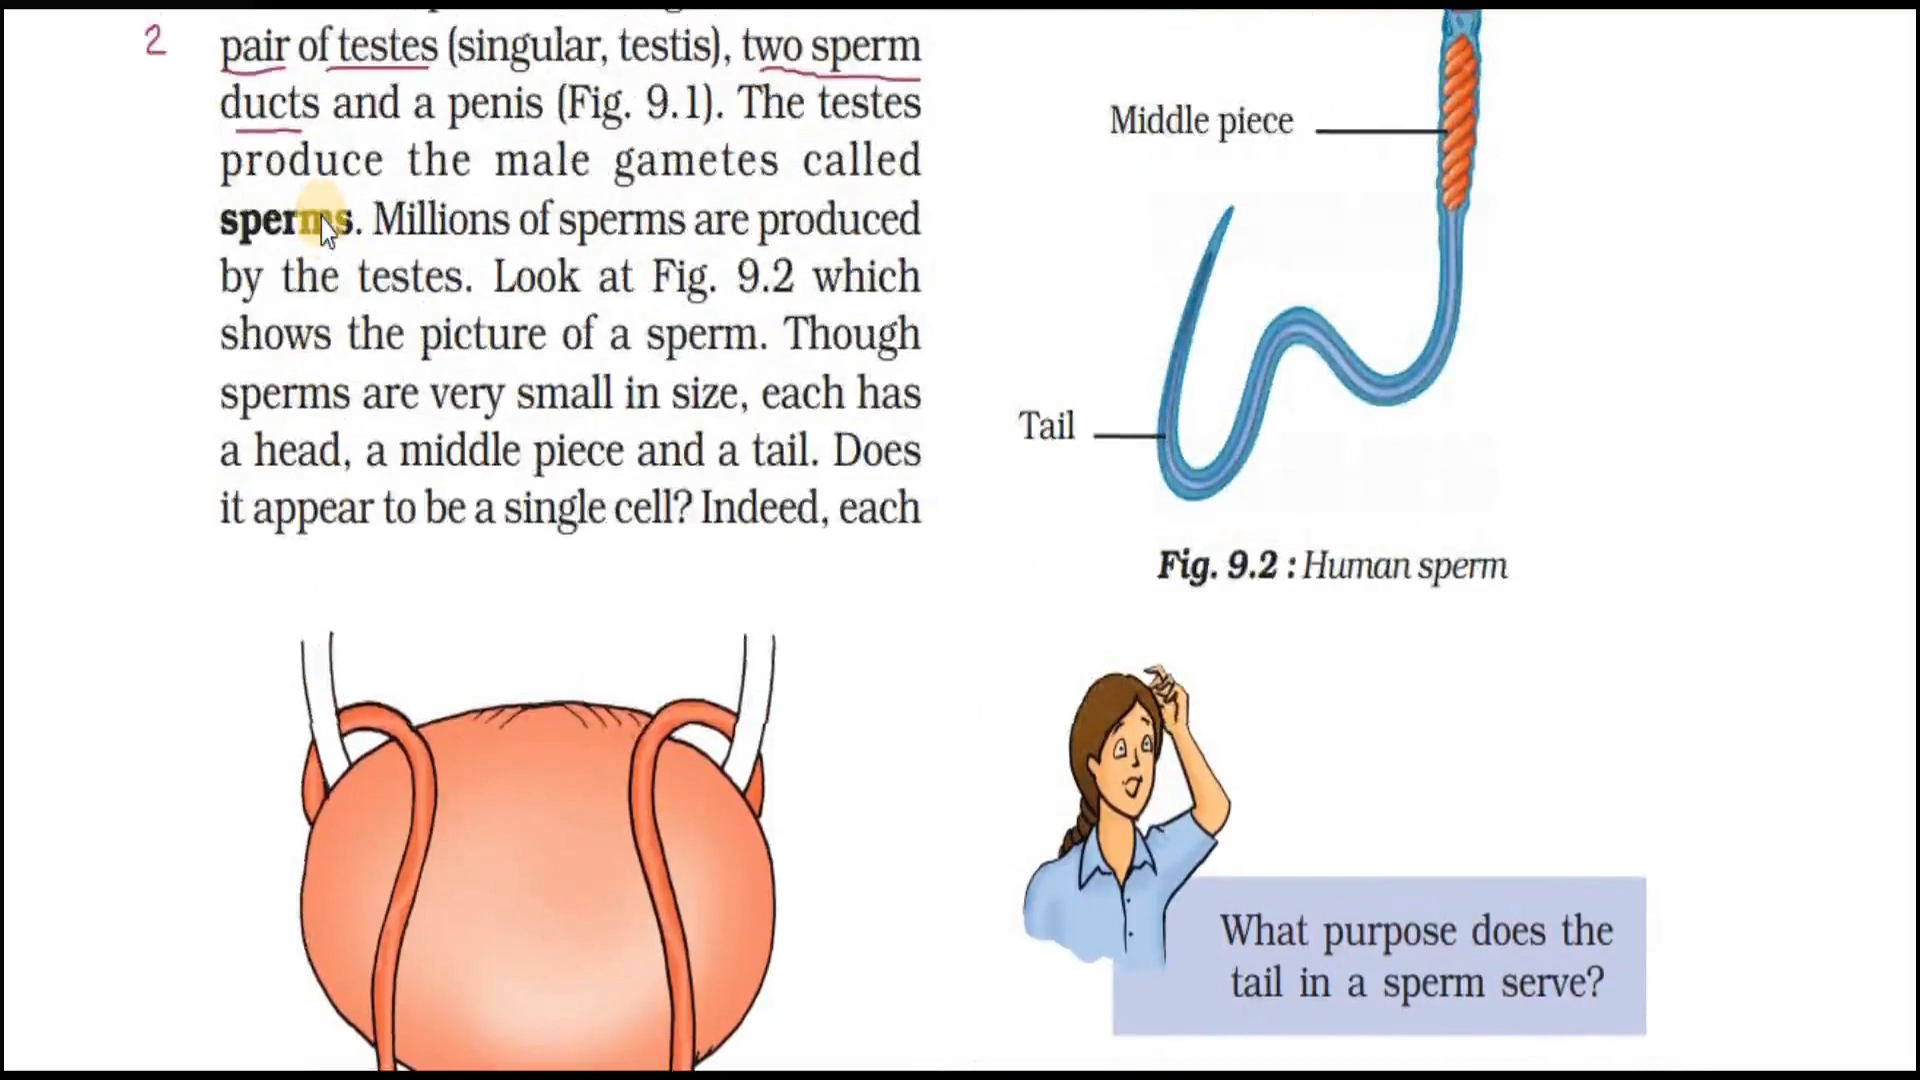 2
pair of testes (singular, testis), two sperm
ducts and a penis (Fig. 9.1). The testes
produce the male gametes called
sperms. Millions of sperms are produced
by the testes. Look at Fig. 9.2 which
shows the picture of a sperm. Though
sperms are very small in size, each has
a head, a middle piece and a tail. Does
it appear to be a single cell? Indeed, each
Middle piece
Tail
Fig. 9.2 : Human sperm
What purpose does the
tail in a sperm serve?